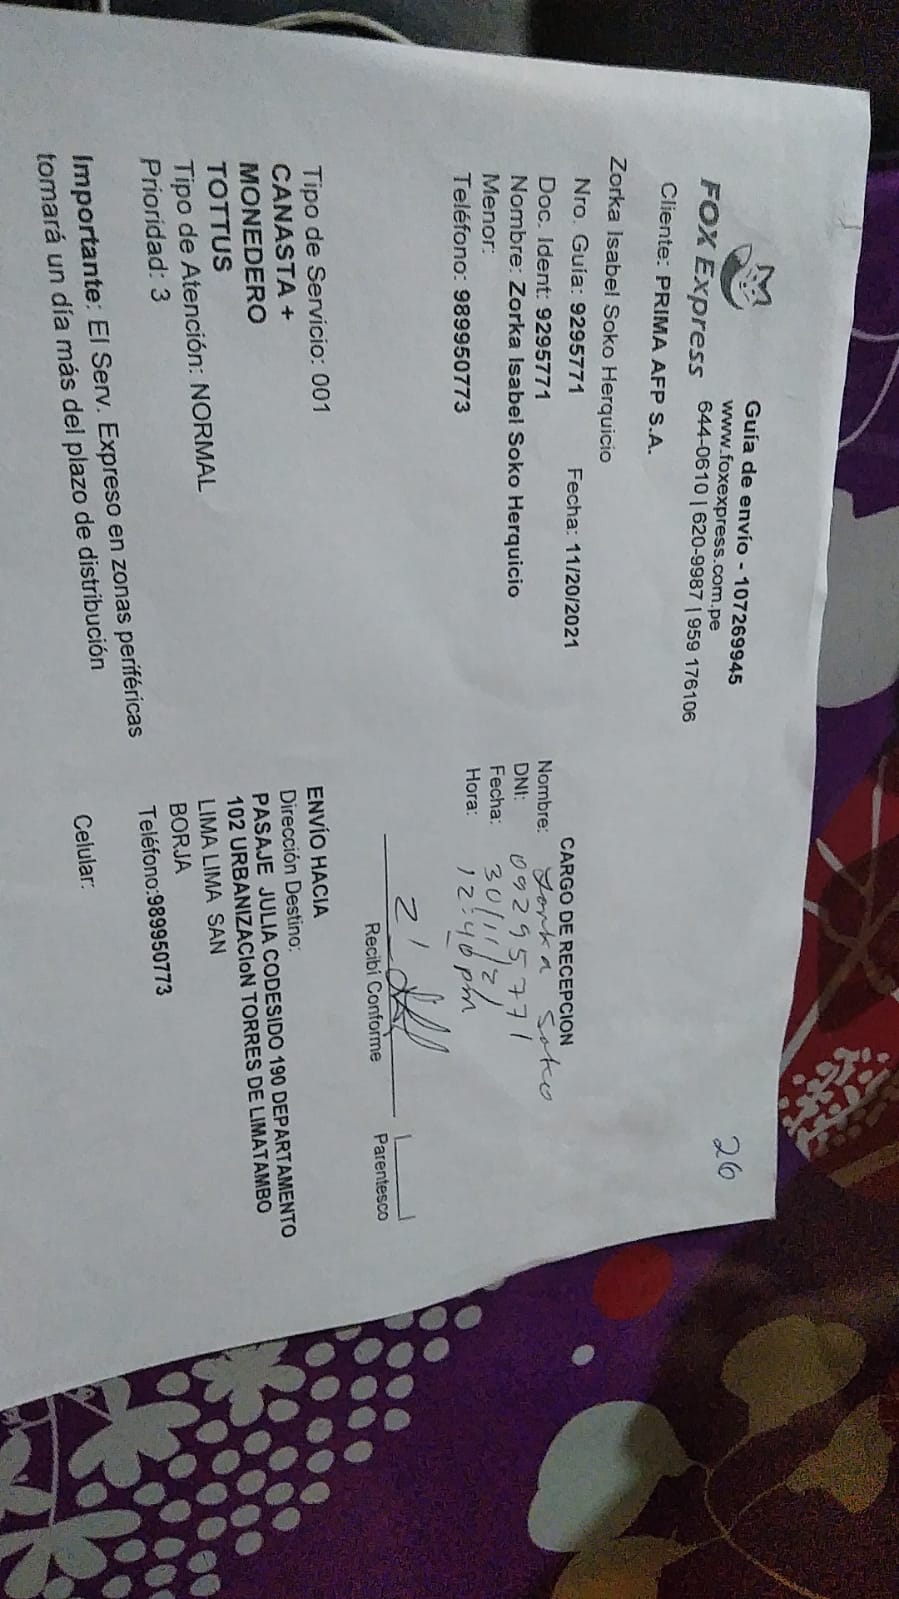 FOX Express
Guía de envío - 107269945
www.foxexpress.com.pe
644-0610 | 620-9987 | 959 176106
26
Cliente: PRIMA AFP S.A.
Zorka Isabel Soko Herquicio
Nro. Guía: 9295771 Fecha: 11/20/2021
Doc. Ident: 9295771
Nombre: Zorka Isabel Soko Herquicio
Menor:
Teléfono: 989950773
CARGO DE RECEPCION
Nombre: Zorka Soko
DNI: 09295771
Fecha: 30/11/21
Hora: 12:40 pm
Recibí Conforme
Parentesco
Tipo de Servicio: 001
CANASTA +
MONEDERO
TOTTUS
Tipo de Atención: NORMAL
Prioridad: 3
ENVÍO HACIA
Dirección Destino:
PASAJE JULIA CODESIDO 190 DEPARTAMENTO
102 URBANIZACIoN TORRES DE LIMATAMBO
LIMA LIMA SAN
BORJA
Teléfono:989950773
Importante: El Serv. Expreso en zonas periféricas
tomará un día más del plazo de distribución
Celular: